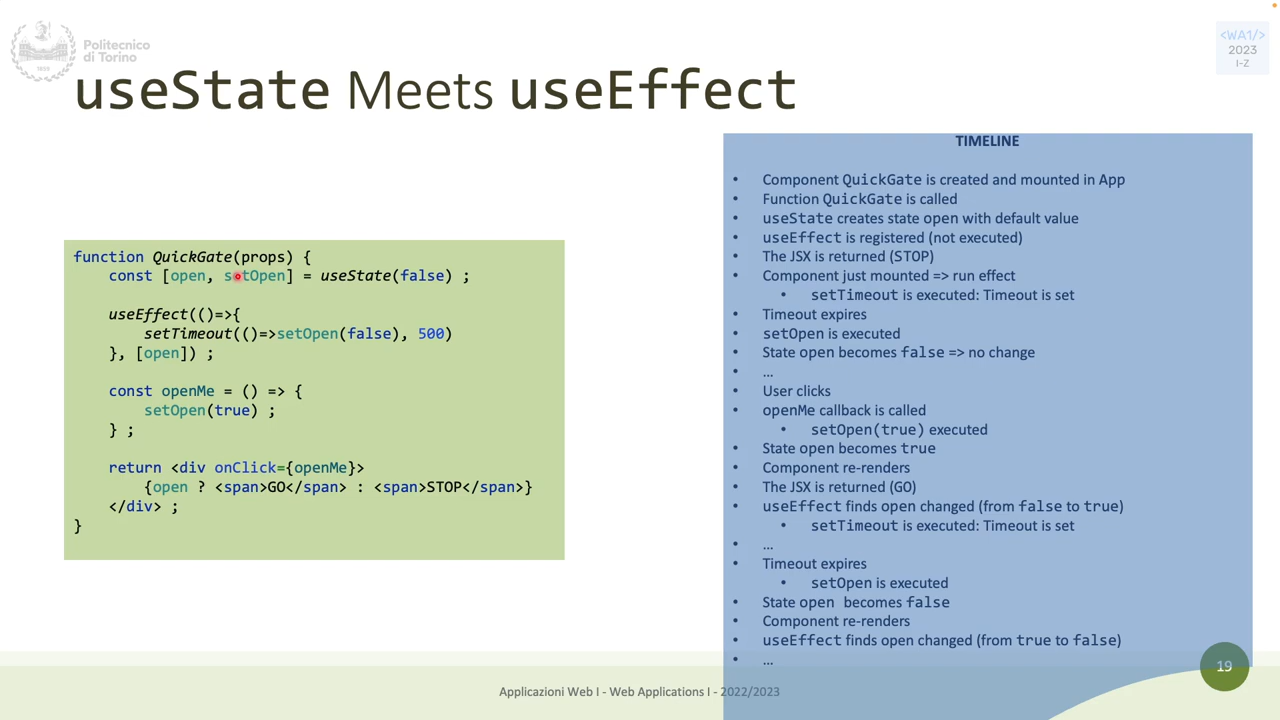 Politecnico
di Torino
1859
<WA1/>
2023
I-Z
useState Meets useEffect
function QuickGate(props) {
const [open, setOpen] = useState(false) ;
useEffect(()=>{
setTimeout(()=>setOpen(false), 500)
}, [open]) ;
const openMe = () => {
setOpen(true) ;
} ;
return <div onClick={openMe}>
{open ? <span>GO</span> : <span>STOP</span>}
</div> ;
}
TIMELINE
• Component QuickGate is created and mounted in App
• Function QuickGate is called
• useState creates state open with default value
• useEffect is registered (not executed)
• The JSX is returned (STOP)
• Component just mounted => run effect
• setTimeout is executed: Timeout is set
• Timeout expires
• setOpen is executed
• State open becomes false => no change
• …
• User clicks
• openMe callback is called
• setOpen(true) executed
• State open becomes true
• Component re-renders
• The JSX is returned (GO)
• useEffect finds open changed (from false to true)
• setTimeout is executed: Timeout is set
• …
• Timeout expires
• setOpen is executed
• State open becomes false
• Component re-renders
• useEffect finds open changed (from true to false)
• …
Applicazioni Web I - Web Applications I - 2022/2023
19